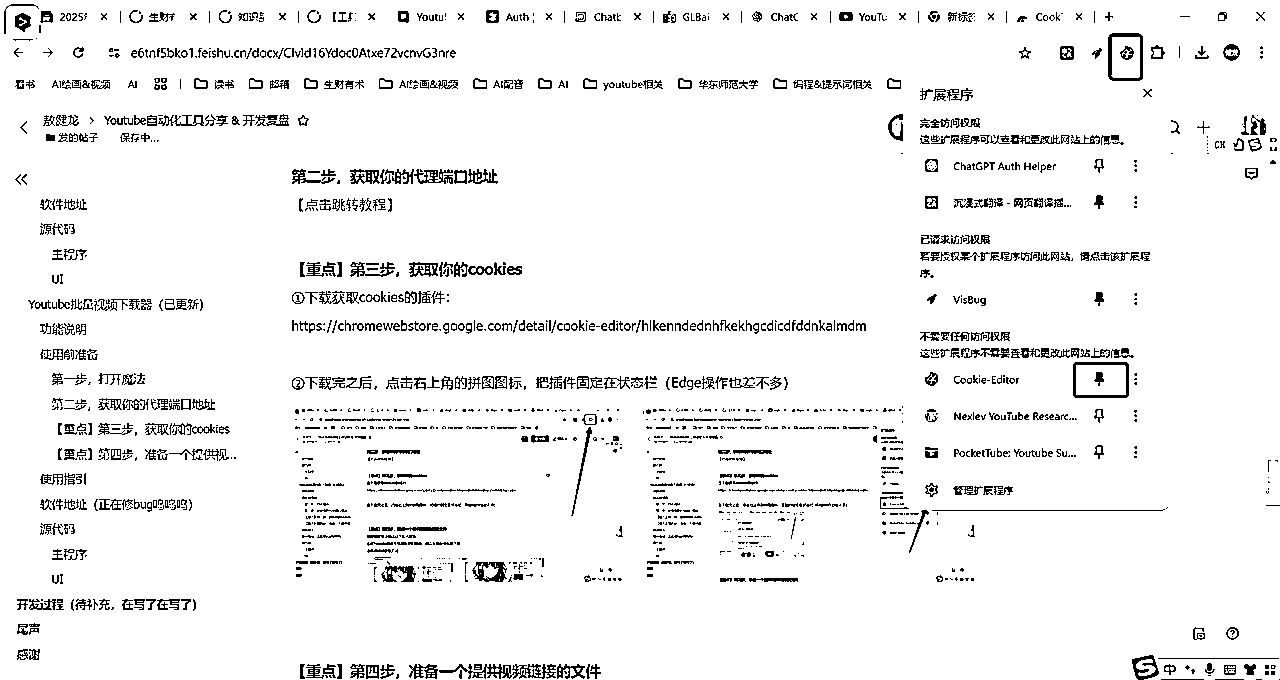 2025年
生财有
知识星
【工具
Youtu
Auth
Chatb
GLBai
ChatG
YouTu
新标签
Cook
e6tnf5bko1.feishu.cn/docx/
读书
AI绘画&视频
AI
读书
邮箱
生财有术
AI绘画&视频
AI配音
AI
youtube相关
华东师范大学
编程&提示词相关
敖健龙 > Youtube自动化工具分享 & 开发复盘
发的帖子 保存中...
软件地址
源代码
主程序
UI
Youtube批量视频下载器（已更新）
功能说明
使用前准备
第一步，打开魔法
第二步，获取你的代理端口地址
【重点】第三步，获取你的cookies
【重点】第四步，准备一个提供视...
使用指引
软件地址（正在修bug呜呜呜）
源代码
主程序
UI
开发过程（待补充，在写了在写了）
尾声
感谢
第二步，获取你的代理端口地址
【点击跳转教程】
【重点】第三步，获取你的cookies
①下载获取cookies的插件：
https://chromewebstore.google.com/detail/cookie-editor/hlkenndednhfkekhgcdicdfddnkalmdm
②下载完之后，点击右上角的拼图图标，把插件固定在状态栏（Edge操作也差不多）
【重点】第四步，准备一个提供视频链接的文件
扩展程序
完全访问权限
这些扩展程序可以查看和更改此网站上的信息。
ChatGPT Auth Helper
沉浸式翻译 - 网页翻译插...
已请求访问权限
若要授权某个扩展程序访问此网站，请点击该扩展程
序。
VisBug
不需要任何访问权限
这些扩展程序不需要查看和更改此网站上的信息。
Cookie-Editor
Nexlev YouTube Researc...
PocketTube: Youtube Su...
管理扩展程序
CH
中